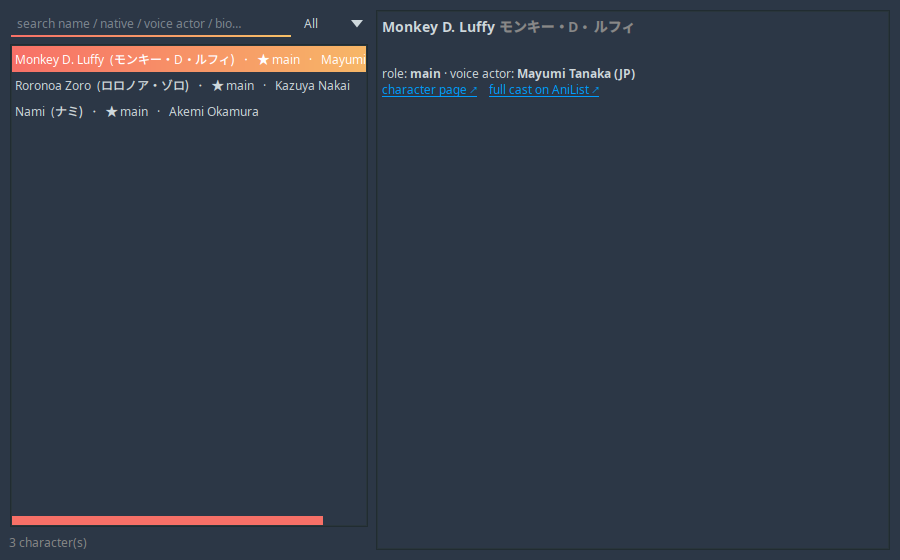 search name / native / voice actor / bio...
All
Monkey D. Luffy (モンキー・D・ルフィ) · ★ main · Mayumi
Roronoa Zoro (ロロノア・ゾロ) · ★ main · Kazuya Nakai
Nami (ナミ) · ★ main · Akemi Okamura
3 character(s)
Monkey D. Luffy モンキー・D・ルフィ
role: main · voice actor: Mayumi Tanaka (JP)
character page↗ full cast on AniList↗